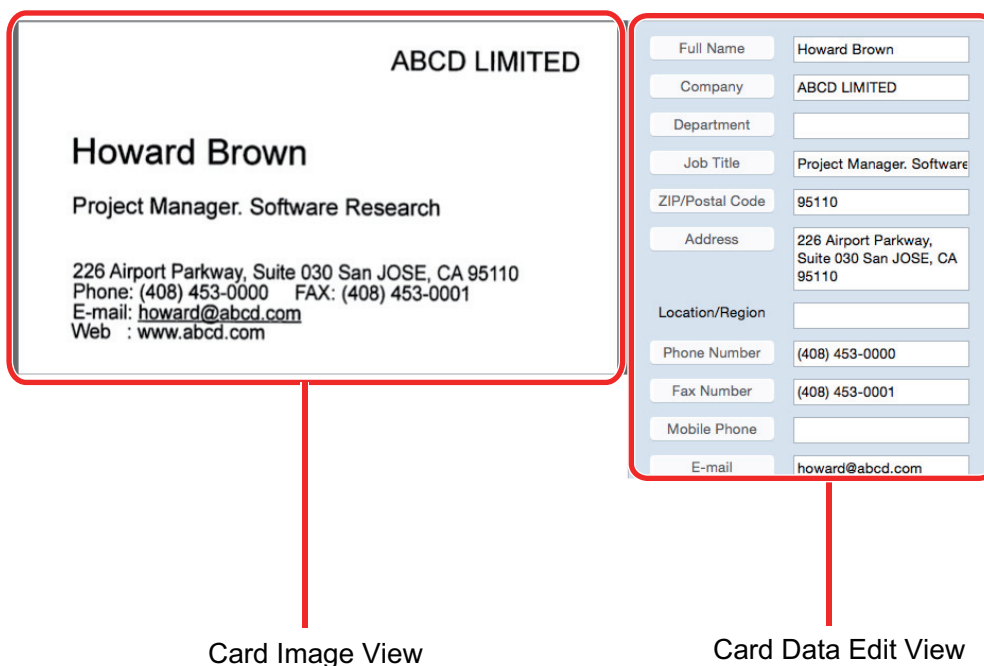 ABCD LIMITED
Howard Brown
Project Manager. Software Research
226 Airport Parkway, Suite 030 San JOSE, CA 95110
Phone: (408) 453-0000 FAX: (408) 453-0001
E-mail: howard@abcd.com
Web : www.abcd.com
Full Name Howard Brown
Company ABCD LIMITED
Department
Job Title Project Manager. Software
ZIP/Postal Code 95110
Address 226 Airport Parkway,
Suite 030 San JOSE, CA
95110
Location/Region
Phone Number (408) 453-0000
Fax Number (408) 453-0001
Mobile Phone
E-mail howard@abcd.com
Card Image View
Card Data Edit View